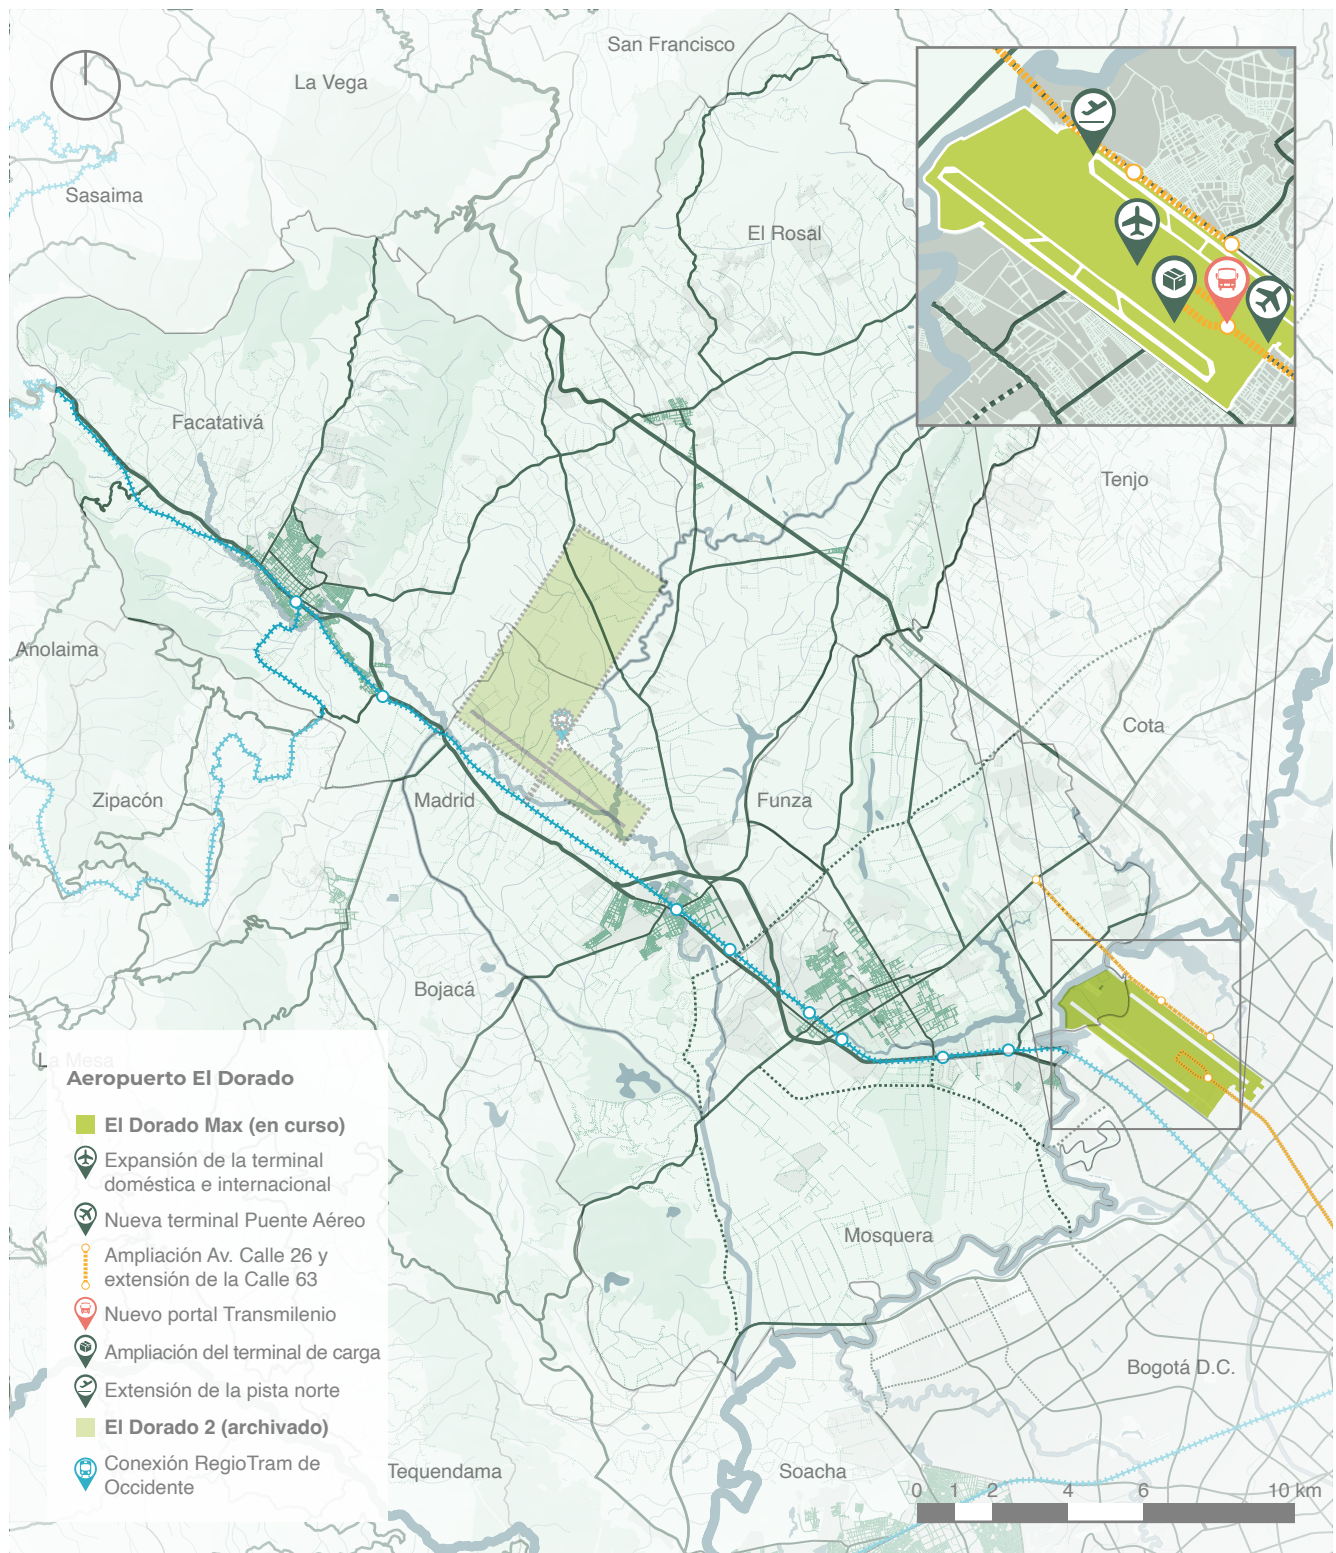 San Francisco
La Vega
Sasaima
El Rosal
Facatativá
Tenjo
Anolaima
Cota
Zipacón
Madrid
Funza
Bojacá
La Mesa
Aeropuerto El Dorado
El Dorado Max (en curso)
Expansión de la terminal
doméstica e internacional
Nueva terminal Puente Aéreo
Ampliación Av. Calle 26 y
extensión de la Calle 63
Nuevo portal Transmilenio
Ampliación del terminal de carga
Extensión de la pista norte
El Dorado 2 (archivado)
Conexión RegioTram de
Occidente
Mosquera
Bogotá D.C.
Tequendama
Soacha
0 1 2 4 6 10 km